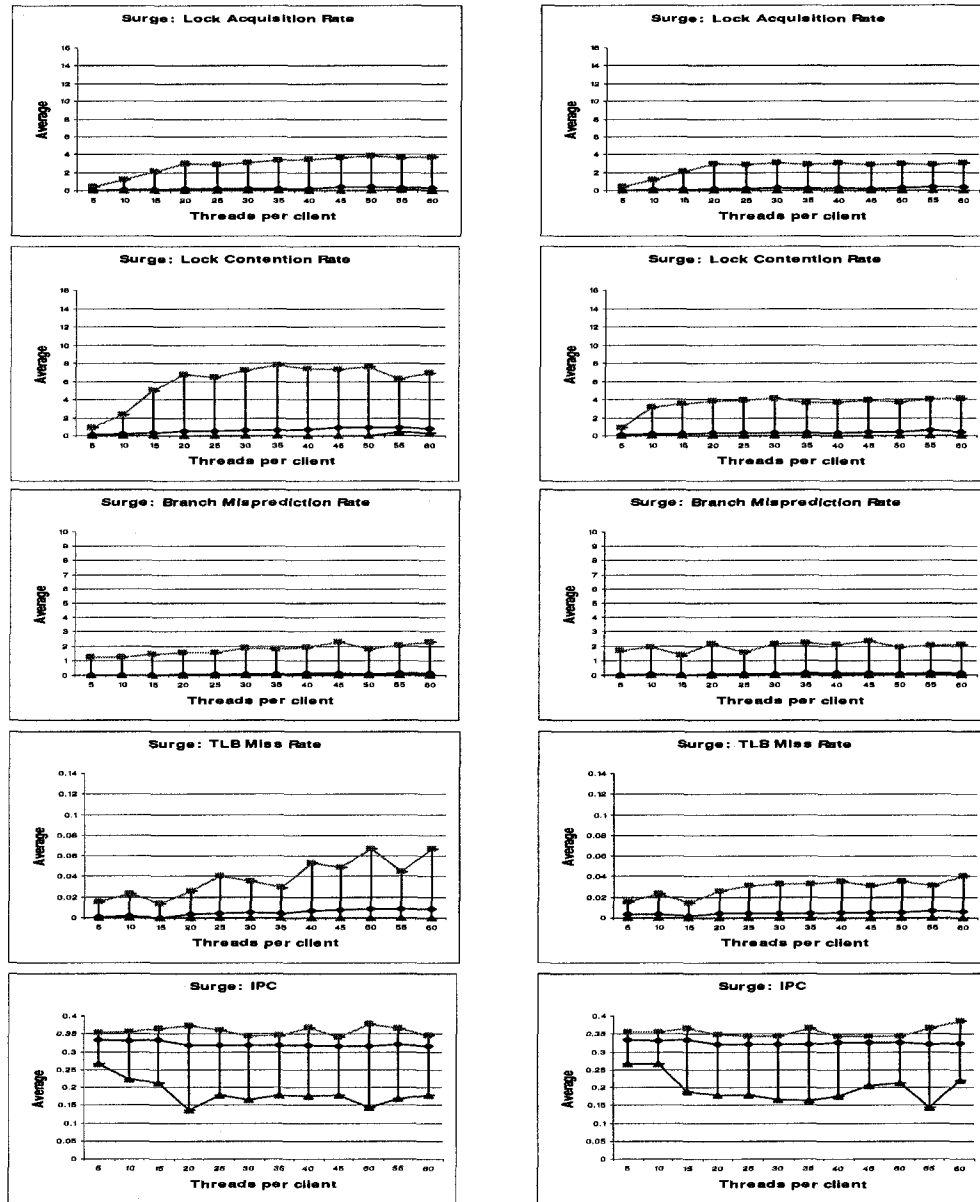 Surge: Lock Acquisition Rate
16
14
12
10
8
6
4
2
0
Average
5 10 15 20 25 30 35 40 45 50 55 60
Threads per client
Surge: Lock Acquisition Rate
16
14
12
10
8
6
4
2
0
Average
5 10 15 20 25 30 35 40 45 50 55 60
Threads per client
Surge: Lock Contention Rate
16
14
12
10
8
6
4
2
0
Average
5 10 15 20 25 30 35 40 45 50 55 60
Threads per client
Surge: Lock Contention Rate
16
14
12
10
8
6
4
2
0
Average
5 10 15 20 25 30 35 40 45 50 55 60
Threads per client
Surge: Branch Misprediction Rate
10
9
8
7
6
5
4
3
2
1
0
Average
5 10 15 20 25 30 35 40 45 50 55 60
Threads per client
Surge: Branch Misprediction Rate
10
9
8
7
6
5
4
3
2
1
0
Average
5 10 15 20 25 30 35 40 45 50 55 60
Threads per client
Surge: TLB Miss Rate
0.14
0.12
0.1
0.08
0.06
0.04
0.02
0
Average
5 10 15 20 25 30 35 40 45 50 55 60
Threads per client
Surge: TLB Miss Rate
0.14
0.12
0.1
0.08
0.06
0.04
0.02
0
Average
5 10 15 20 25 30 35 40 45 50 55 60
Threads per client
Surge: IPC
0.4
0.35
0.3
0.25
0.2
0.15
0.1
0.05
0
Average
5 10 15 20 25 30 35 40 45 50 55 60
Threads per client
Surge: IPC
0.4
0.35
0.3
0.25
0.2
0.15
0.1
0.05
0
Average
5 10 15 20 25 30 35 40 45 50 55 60
Threads per client